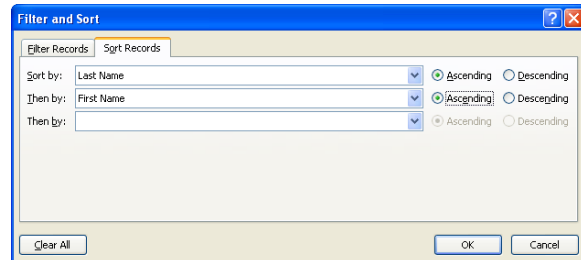 Filter and Sort
Filter Records Sort Records
Sort by: Last Name Ascending Descending
Then by: First Name Ascending Descending
Then by: Ascending Descending
Clear All OK Cancel